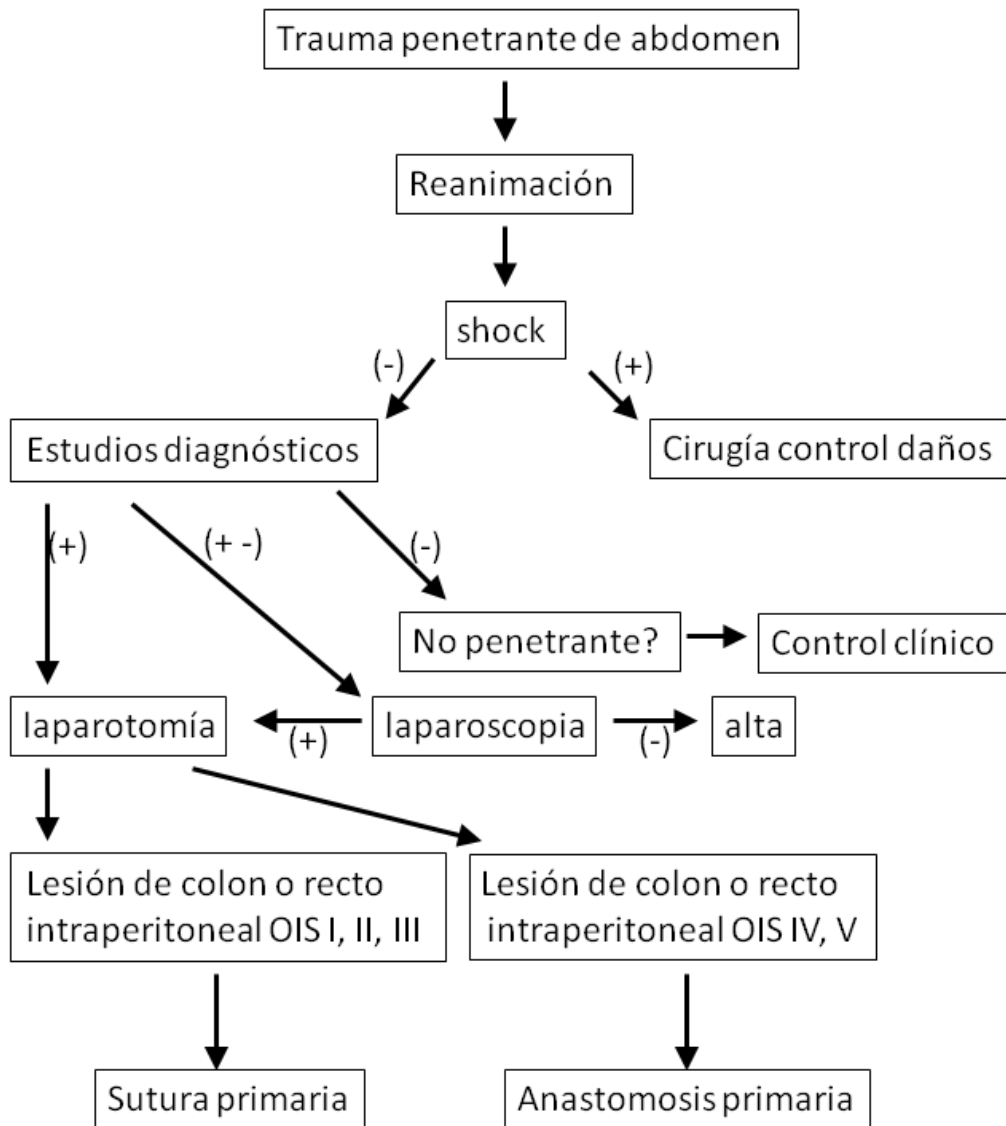 Trauma penetrante de abdomen
Reanimación
shock
(-)
(+)
Estudios diagnósticos
Cirugía control daños
(+)
(+ -)
(-)
No penetrante?
Control clínico
laparotomía
(+)
laparoscopia
(-)
alta
Lesión de colon o recto
intraperitoneal OIS I, II, III
Lesión de colon o recto
intraperitoneal OIS IV, V
Sutura primaria
Anastomosis primaria